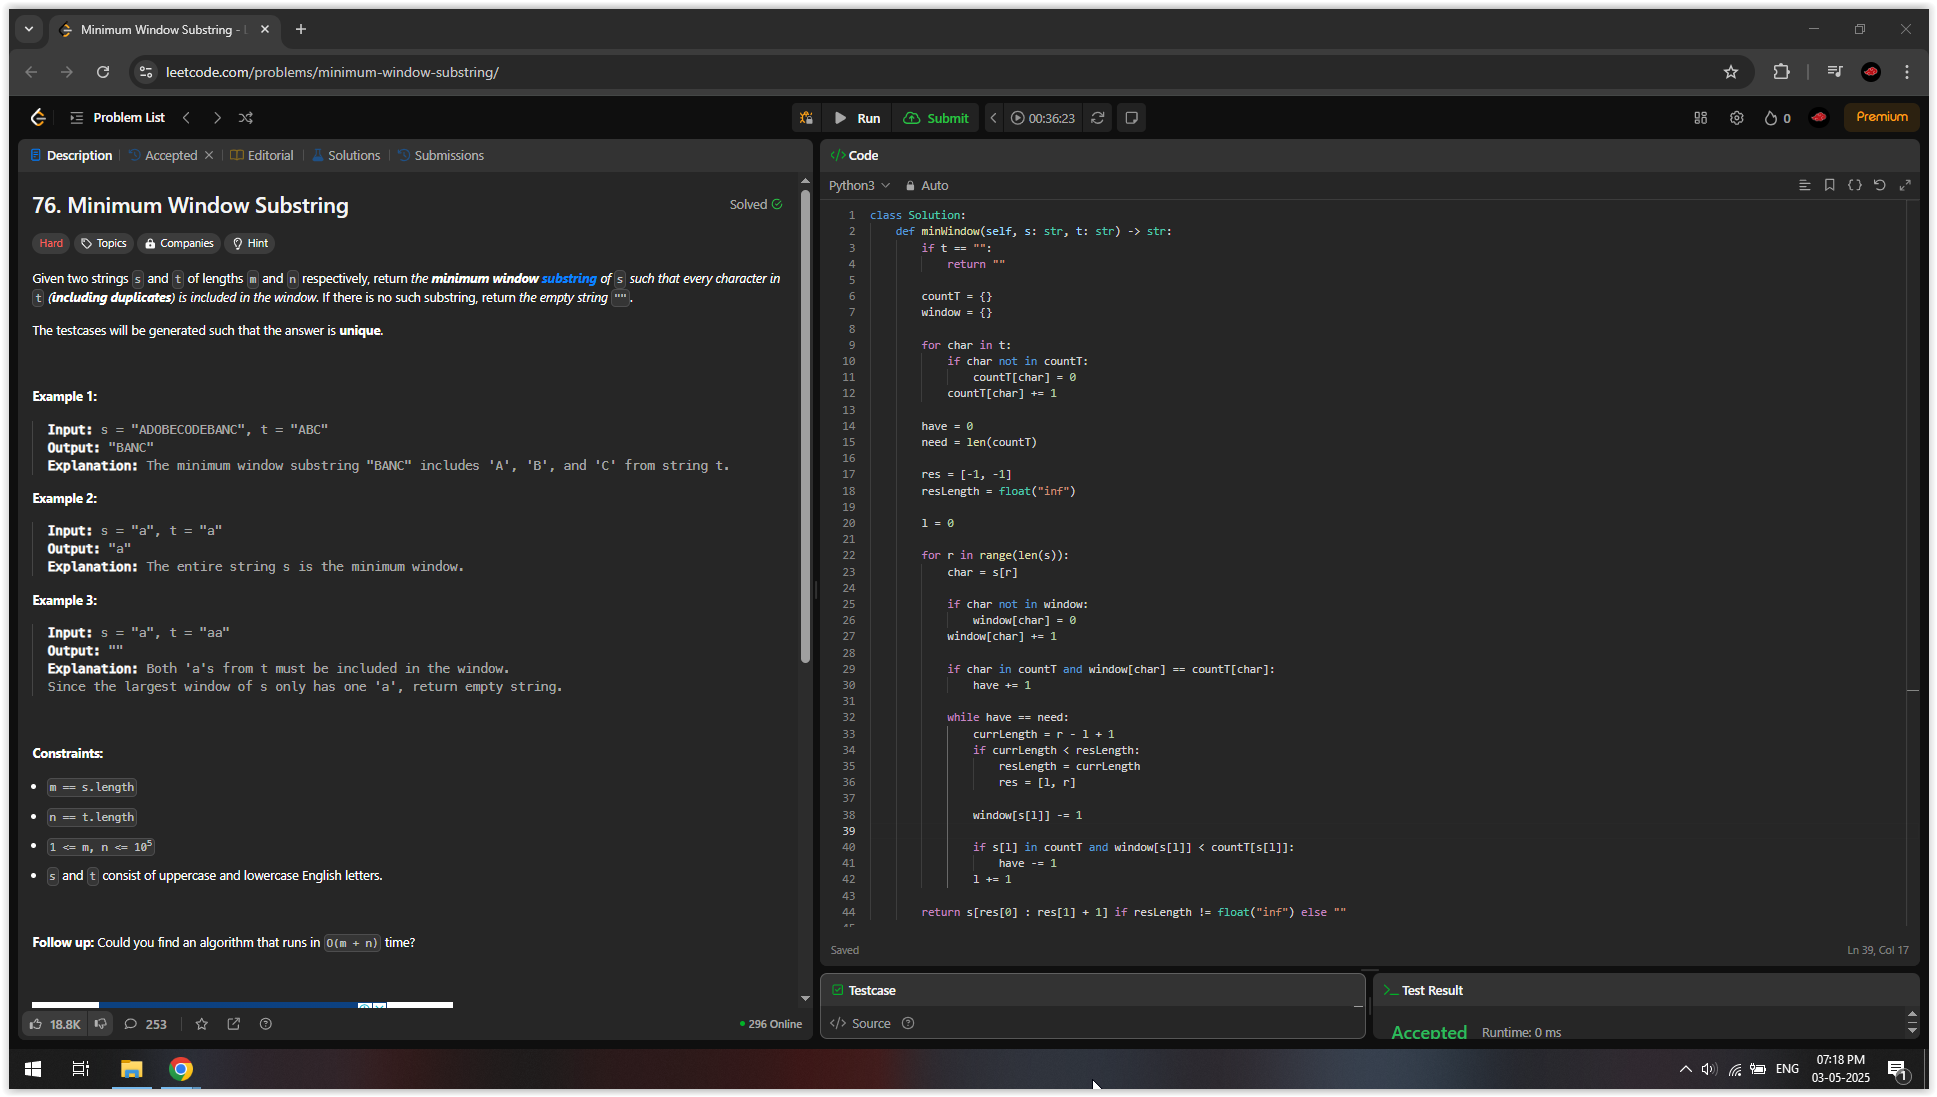 Minimum Window Substring - L
leetcode.com/problems/minimum-window-substring/
Problem List
Run
Submit
00:36:23
0
Premium
Description
Accepted
Editorial
Solutions
Submissions
76. Minimum Window Substring
Solved
Hard
Topics
Companies
Hint
Given two strings s and t of lengths m and n respectively, return the minimum window substring of s such that every character in
t (including duplicates) is included in the window. If there is no such substring, return the empty string "".
The testcases will be generated such that the answer is unique.
Example 1:
Input: s = "ADOBECODEBANC", t = "ABC"
Output: "BANC"
Explanation: The minimum window substring "BANC" includes 'A', 'B', and 'C' from string t.
Example 2:
Input: s = "a", t = "a"
Output: "a"
Explanation: The entire string s is the minimum window.
Example 3:
Input: s = "a", t = "aa"
Output: ""
Explanation: Both 'a's from t must be included in the window.
Since the largest window of s only has one 'a', return empty string.
Constraints:
m == s.length
n == t.length
1 <= m, n <= 10⁵
s and t consist of uppercase and lowercase English letters.
Follow up: Could you find an algorithm that runs in O(m + n) time?
18.8K
253
296 Online
</> Code
Python3
Auto
1 class Solution:
2     def minWindow(self, s: str, t: str) -> str:
3         if t == "":
4             return ""
5
6         countT = {}
7         window = {}
8
9         for char in t:
10             if char not in countT:
11                 countT[char] = 0
12             countT[char] += 1
13
14         have = 0
15         need = len(countT)
16
17         res = [-1, -1]
18         resLength = float("inf")
19
20         l = 0
21
22         for r in range(len(s)):
23             char = s[r]
24
25             if char not in window:
26                 window[char] = 0
27             window[char] += 1
28
29             if char in countT and window[char] == countT[char]:
30                 have += 1
31
32             while have == need:
33                 currLength = r - l + 1
34                 if currLength < resLength:
35                     resLength = currLength
36                     res = [l, r]
37
38                 window[s[l]] -= 1
39
40                 if s[l] in countT and window[s[l]] < countT[s[l]]:
41                     have -= 1
42                 l += 1
43
44         return s[res[0] : res[1] + 1] if resLength != float("inf") else ""
Saved
Ln 39, Col 17
Testcase
</> Source
>_ Test Result
Accepted
Runtime: 0 ms
ENG
07:18 PM
03-05-2025
1